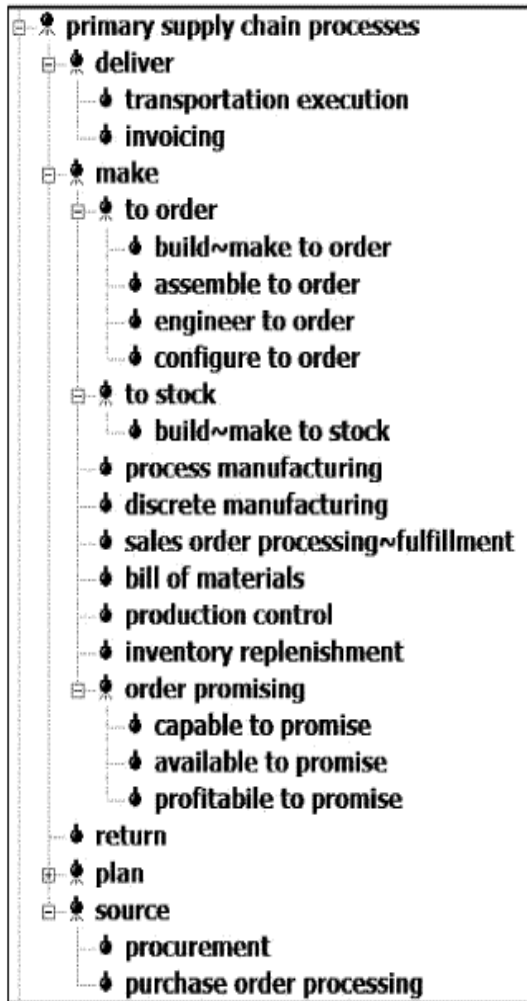 primary supply chain processes
deliver
transportation execution
invoicing
make
to order
build~make to order
assemble to order
engineer to order
configure to order
to stock
build~make to stock
process manufacturing
discrete manufacturing
sales order processing~fulfillment
bill of materials
production control
inventory replenishment
order promising
capable to promise
available to promise
profitabile to promise
return
plan
source
procurement
purchase order processing